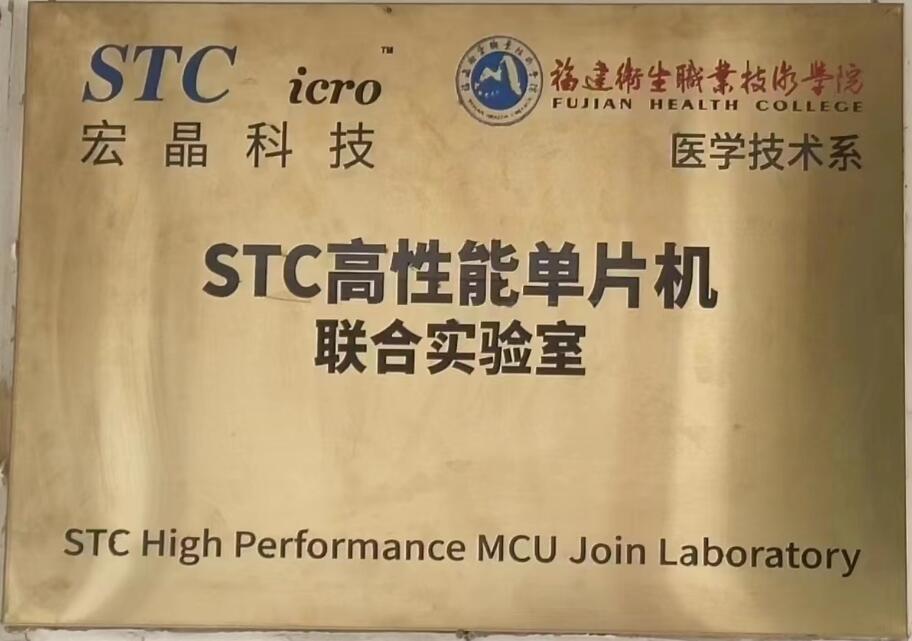 STC icro™
宏晶科技
福建衛生職業技术學院
FUJIAN HEALTH COLLEGE
医学技术系
STC高性能单片机
联合实验室
STC High Performance MCU Join Laboratory